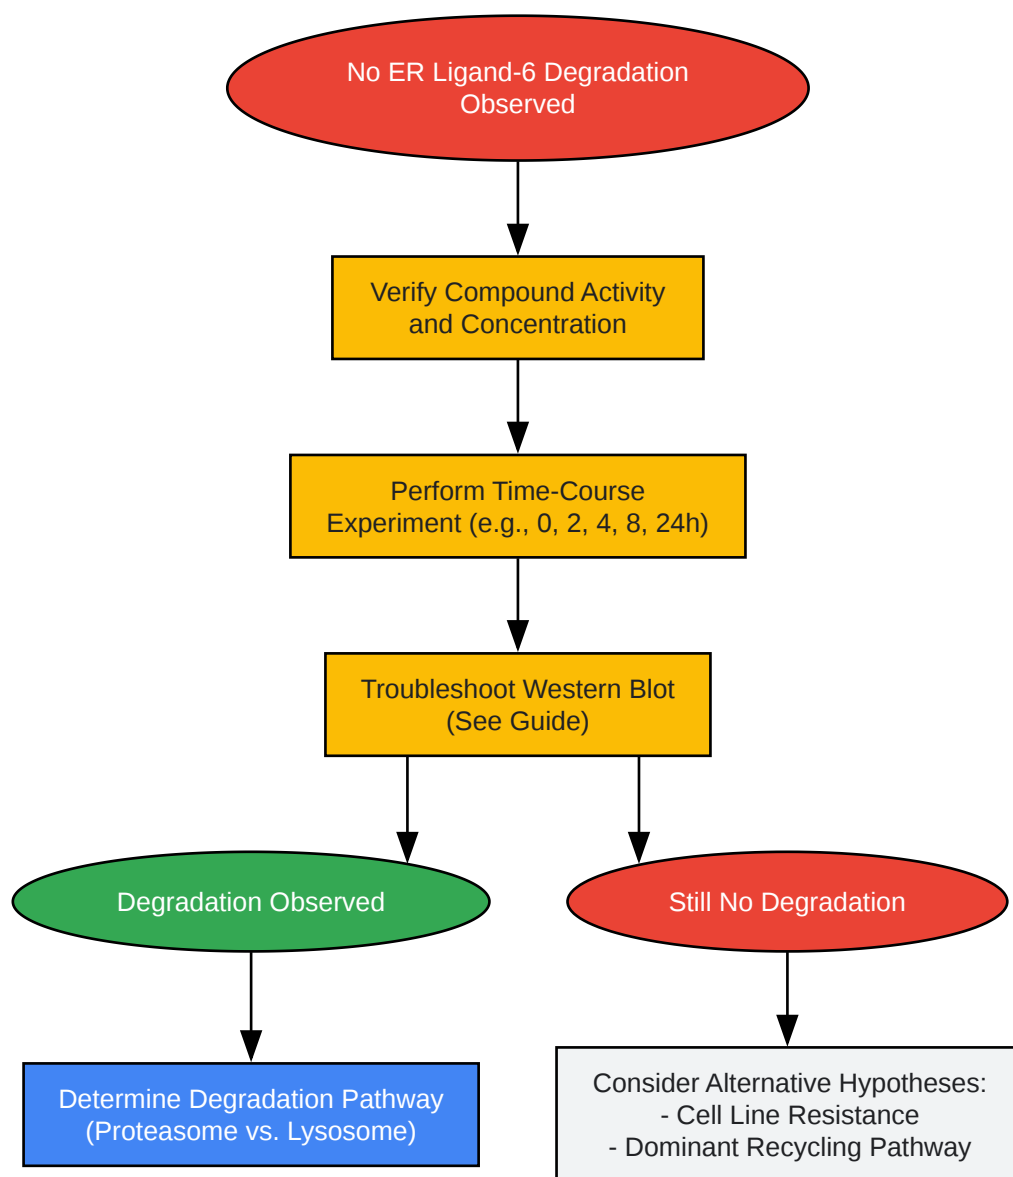 No ER Ligand-6 Degradation
Observed
Verify Compound Activity
and Concentration
Perform Time-Course
Experiment (e.g., 0, 2, 4, 8, 24h)
Troubleshoot Western Blot
(See Guide)
Degradation Observed
Still No Degradation
Determine Degradation Pathway
(Proteasome vs. Lysosome)
Consider Alternative Hypotheses:
- Cell Line Resistance
- Dominant Recycling Pathway